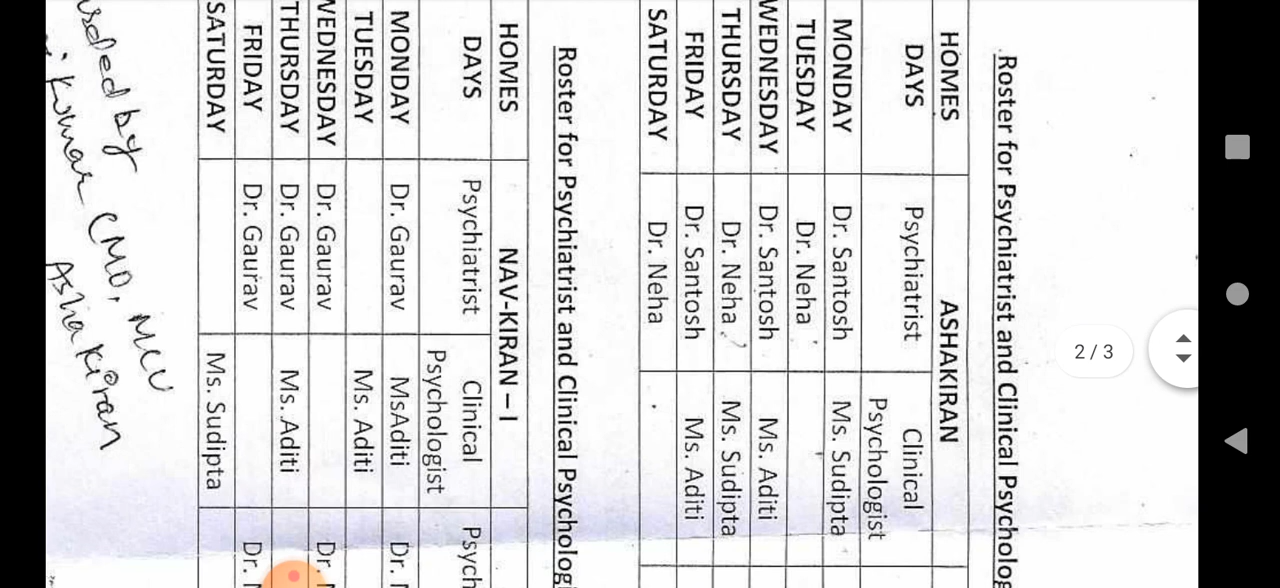 Roster for Psychiatrist and Clinical Psycholog
HOMES ASHAKIRAN
DAYS Psychiatrist Clinical Psychologist
MONDAY Dr. Santosh Ms. Sudipta
TUESDAY Dr. Neha
WEDNESDAY Dr. Santosh Ms. Aditi
THURSDAY Dr. Neha Ms. Sudipta
FRIDAY Dr. Santosh Ms. Aditi
SATURDAY Dr. Neha
Roster for Psychiatrist and Clinical Psycholog
HOMES NAV-KIRAN – I
DAYS Psychiatrist Clinical Psychologist Psych
MONDAY Dr. Gaurav MsAditi Dr.
TUESDAY Ms. Aditi
WEDNESDAY Dr. Gaurav Dr.
THURSDAY Dr. Gaurav Ms. Aditi
FRIDAY Dr. Gaurav Dr.
SATURDAY Ms. Sudipta
by
Kumar CMO, MCU
Asha Kiran
2 / 3